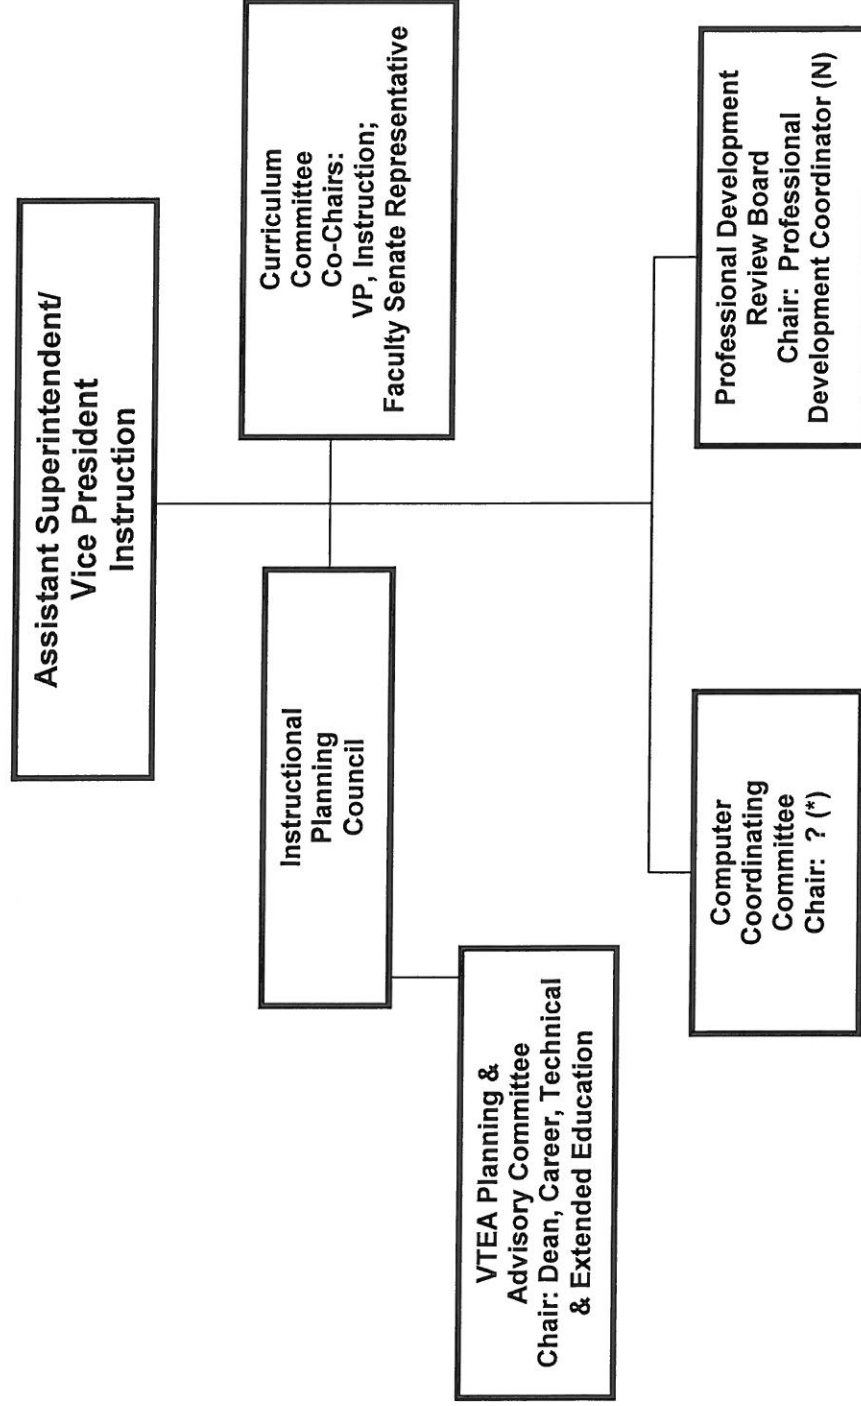 Assistant Superintendent/
Vice President
Instruction
Instructional
Planning
Council
Curriculum
Committee
Co-Chairs:
VP, Instruction;
Faculty Senate Representative
VTEA Planning &
Advisory Committee
Chair: Dean, Career, Technical
& Extended Education
Computer
Coordinating
Committee
Chair: ? (*)
Professional Development
Review Board
Chair: Professional
Development Coordinator (N)